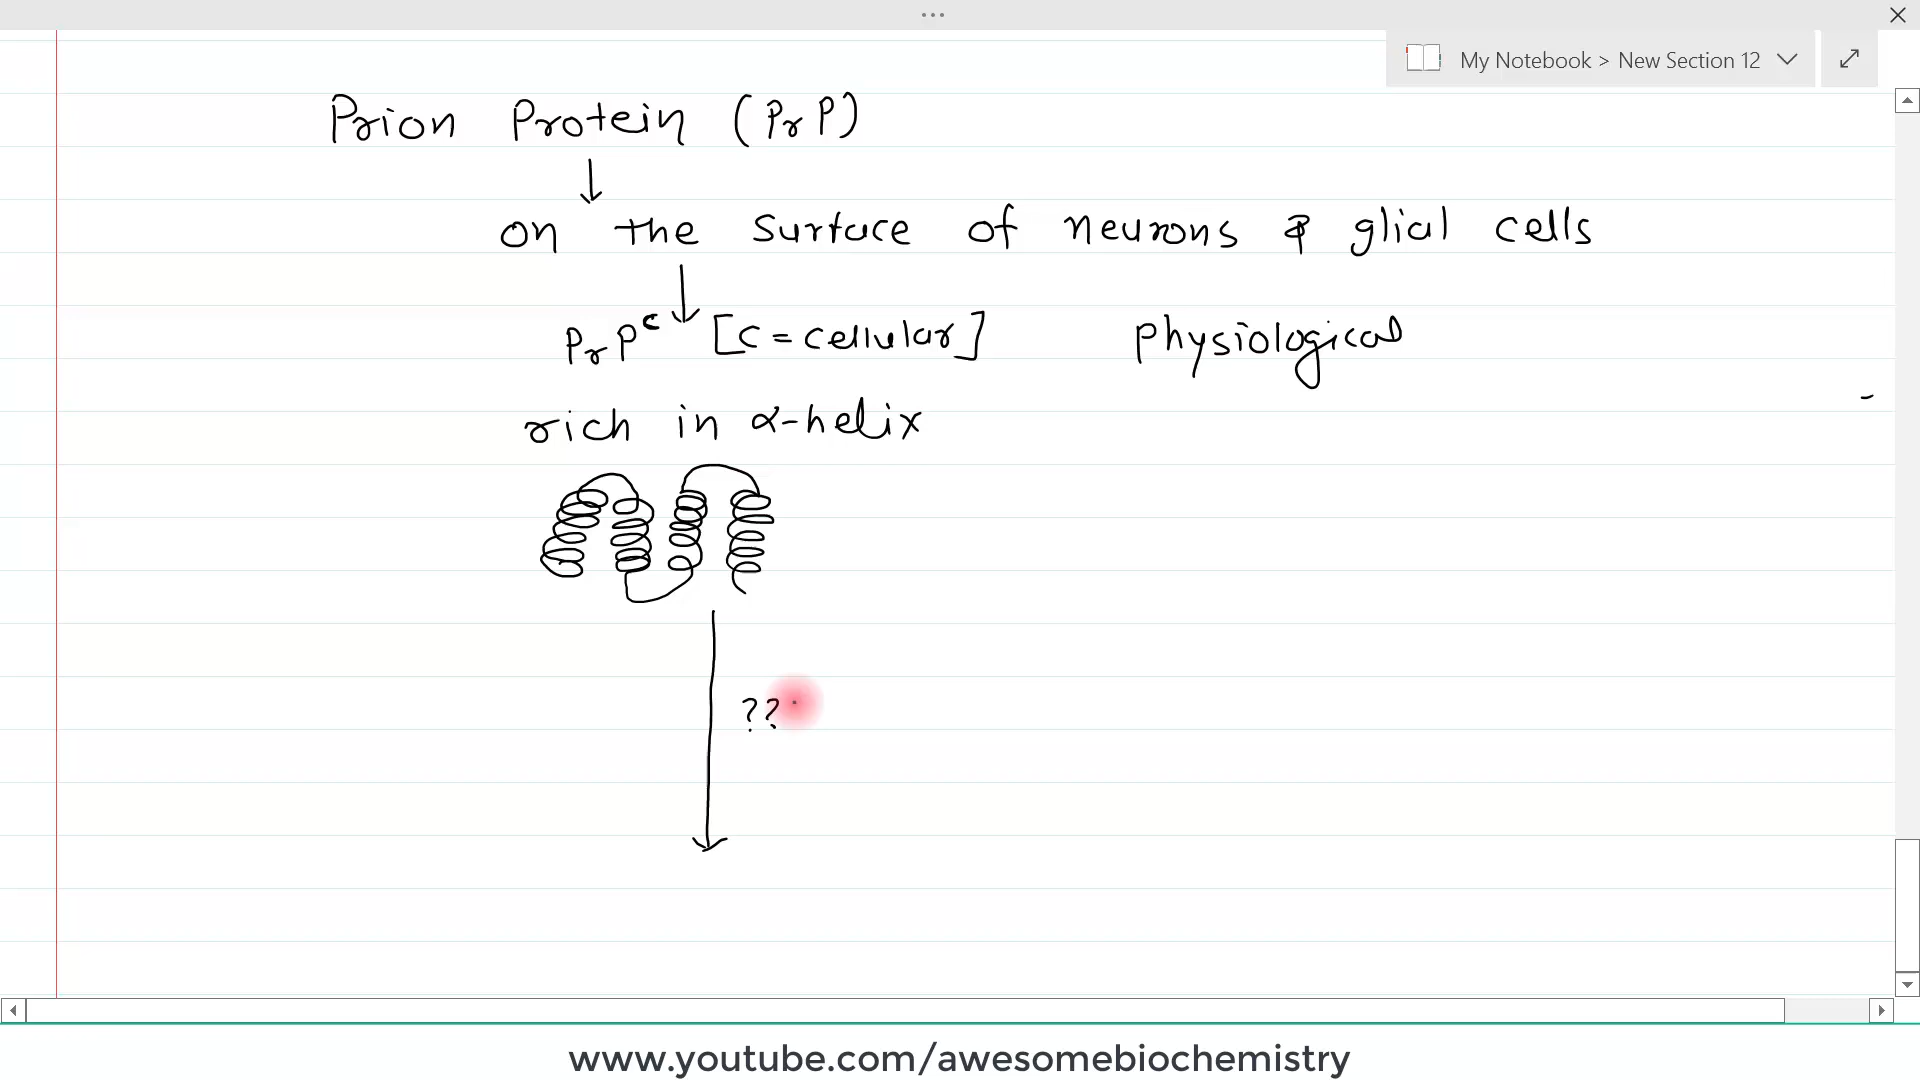 My Notebook > New Section 12
Prion Protein (PrP)
on the surface of neurons & glial cells
PrPc [c = cellular] Physiological
rich in α-helix
??
www.youtube.com/awesomebiochemistry